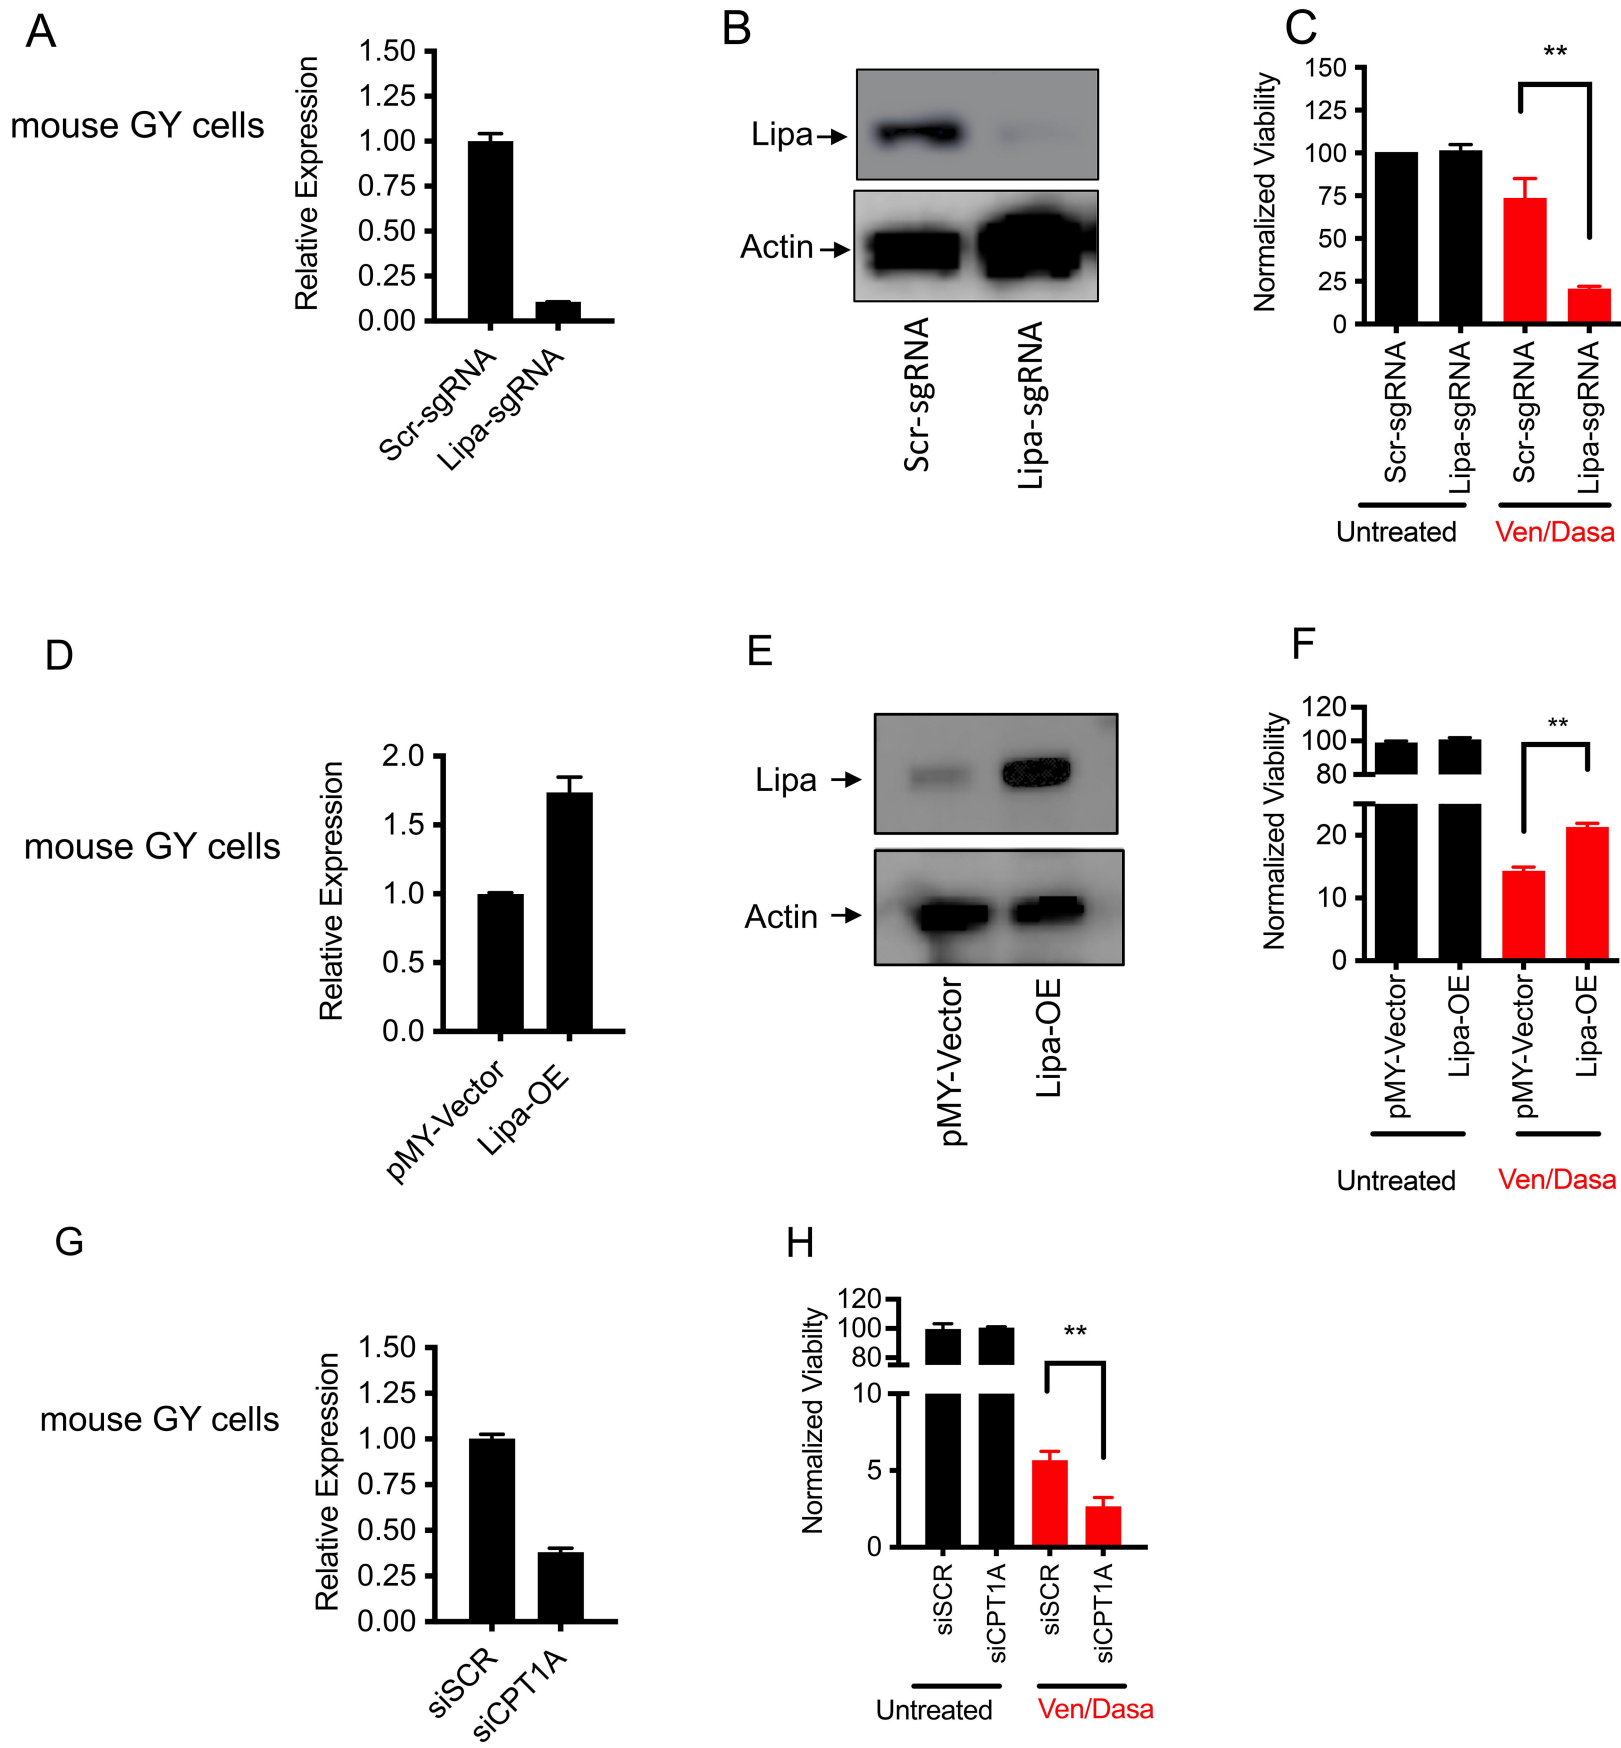 A
mouse GY cells
Relative Expression
1.50
1.25
1.00
0.75
0.50
0.25
0.00
Scr-sgRNA
Lipa-sgRNA
B
Lipa
Actin
Scr-sgRNA
Lipa-sgRNA
C
**
Normalized Viability
150
125
100
75
50
25
0
Scr-sgRNA
Lipa-sgRNA
Scr-sgRNA
Lipa-sgRNA
Untreated
Ven/Dasa
D
mouse GY cells
Relative Expression
2.0
1.5
1.0
0.5
0.0
pMY-Vector
Lipa-OE
E
Lipa
Actin
pMY-Vector
Lipa-OE
F
**
Normalized Viability
120
100
80
20
10
0
pMY-Vector
Lipa-OE
pMY-Vector
Lipa-OE
Untreated
Ven/Dasa
G
mouse GY cells
Relative Expression
1.50
1.25
1.00
0.75
0.50
0.25
0.00
siSCR
siCPT1A
H
**
Normalized Viabilty
120
100
80
10
5
0
siSCR
siCPT1A
siSCR
siCPT1A
Untreated
Ven/Dasa